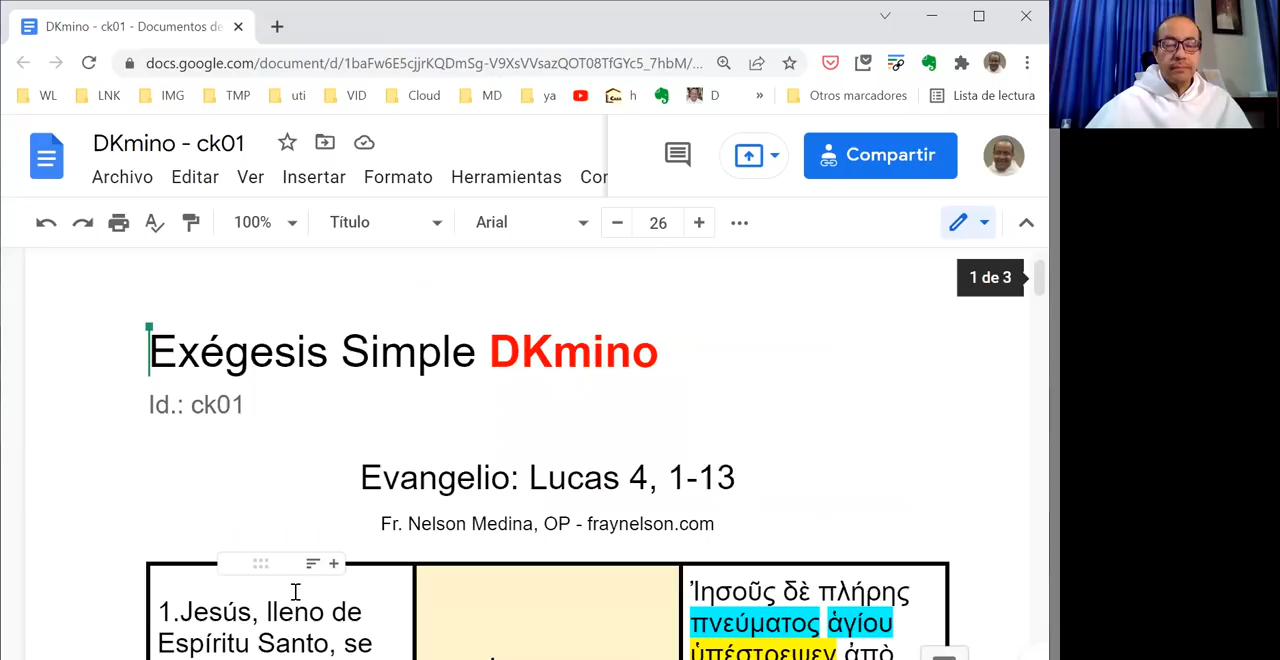 DKmino - ck01 - Documentos de
docs.google.com/document/d/1baFw6E5cjjrKQDmSg-V9XsVVsazQOT08TfGYc5_7hbM/...
WL LNK IMG TMP uti VID Cloud MD ya h D » Otros marcadores Lista de lectura
DKmino - ck01
Archivo Editar Ver Insertar Formato Herramientas Cor
Compartir
100% Título Arial 26
1 de 3
Exégesis Simple DKmino
Id.: ck01
Evangelio: Lucas 4, 1-13
Fr. Nelson Medina, OP - fraynelson.com
1.Jesús, lleno de
Espíritu Santo, se
Ἰησοῦς δὲ πλήρης
πνεύματος ἁγίου
ὑπέστρεψεν ἀπὸ